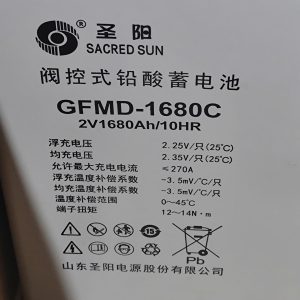 圣阳
SACRED SUN
阀控式铅酸蓄电池
GFMD-1680C
2V1680Ah/10HR
浮充电压 2.25V/只(25℃)
均充电压 2.35V/只(25℃)
允许最大充电电流 ≤270A
浮充温度补偿系数 -3.5mV/℃/只
均充温度补偿系数 -3.5mV/℃/只
温度补偿范围 0~45℃
端子扭矩 12~14N·m
Pb
山东圣阳电源股份有限公司